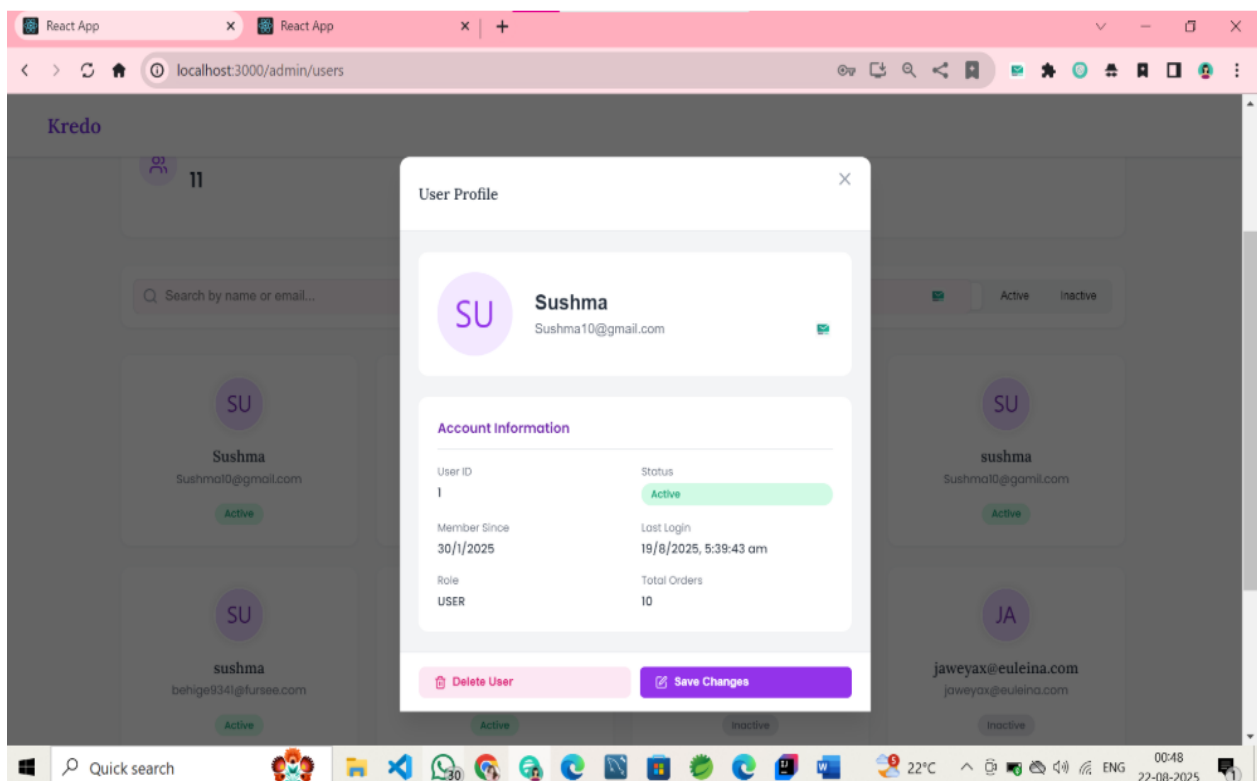 React App
React App
localhost:3000/admin/users
Kredo
11
User Profile
SU
Sushma
Sushma10@gmail.com
Search by name or email...
Active
Inactive
Account Information
User ID
1
Status
Active
Member Since
30/1/2025
Last Login
19/8/2025, 5:39:43 am
Role
USER
Total Orders
10
Delete User
Save Changes
SU
Sushma
Sushma10@gmail.com
Active
SU
sushma
Sushma10@gamil.com
Active
SU
sushma
behige9341@fursee.com
Active
Active
Inactive
JA
jaweyax@euleina.com
jaweyax@euleina.com
Inactive
Quick search
30
5
22°C
ENG
00:48
22-08-2025